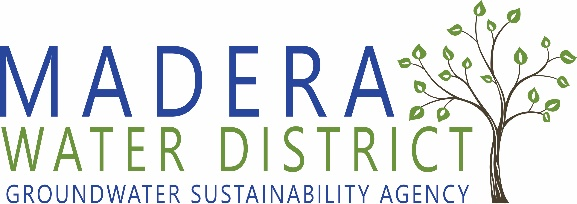 MADERA
WATER DISTRICT
GROUNDWATER SUSTAINABILITY AGENCY